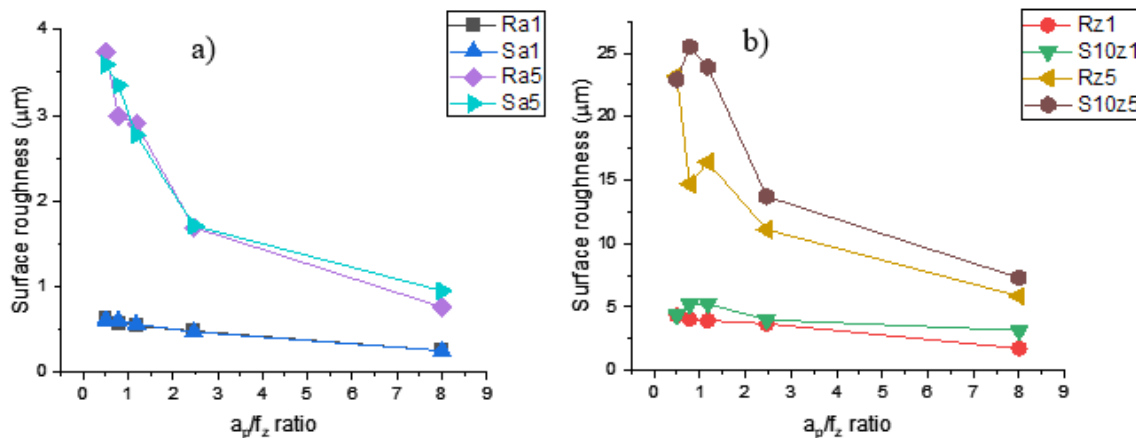 a)
Ra1
Sa1
Ra5
Sa5
Surface roughness (μm)
4
3
2
1
0
0 1 2 3 4 5 6 7 8 9
aₚ/f_z ratio
b)
Rz1
S10z1
Rz5
S10z5
Surface roughness (μm)
25
20
15
10
5
0
0 1 2 3 4 5 6 7 8 9
aₚ/f_z ratio